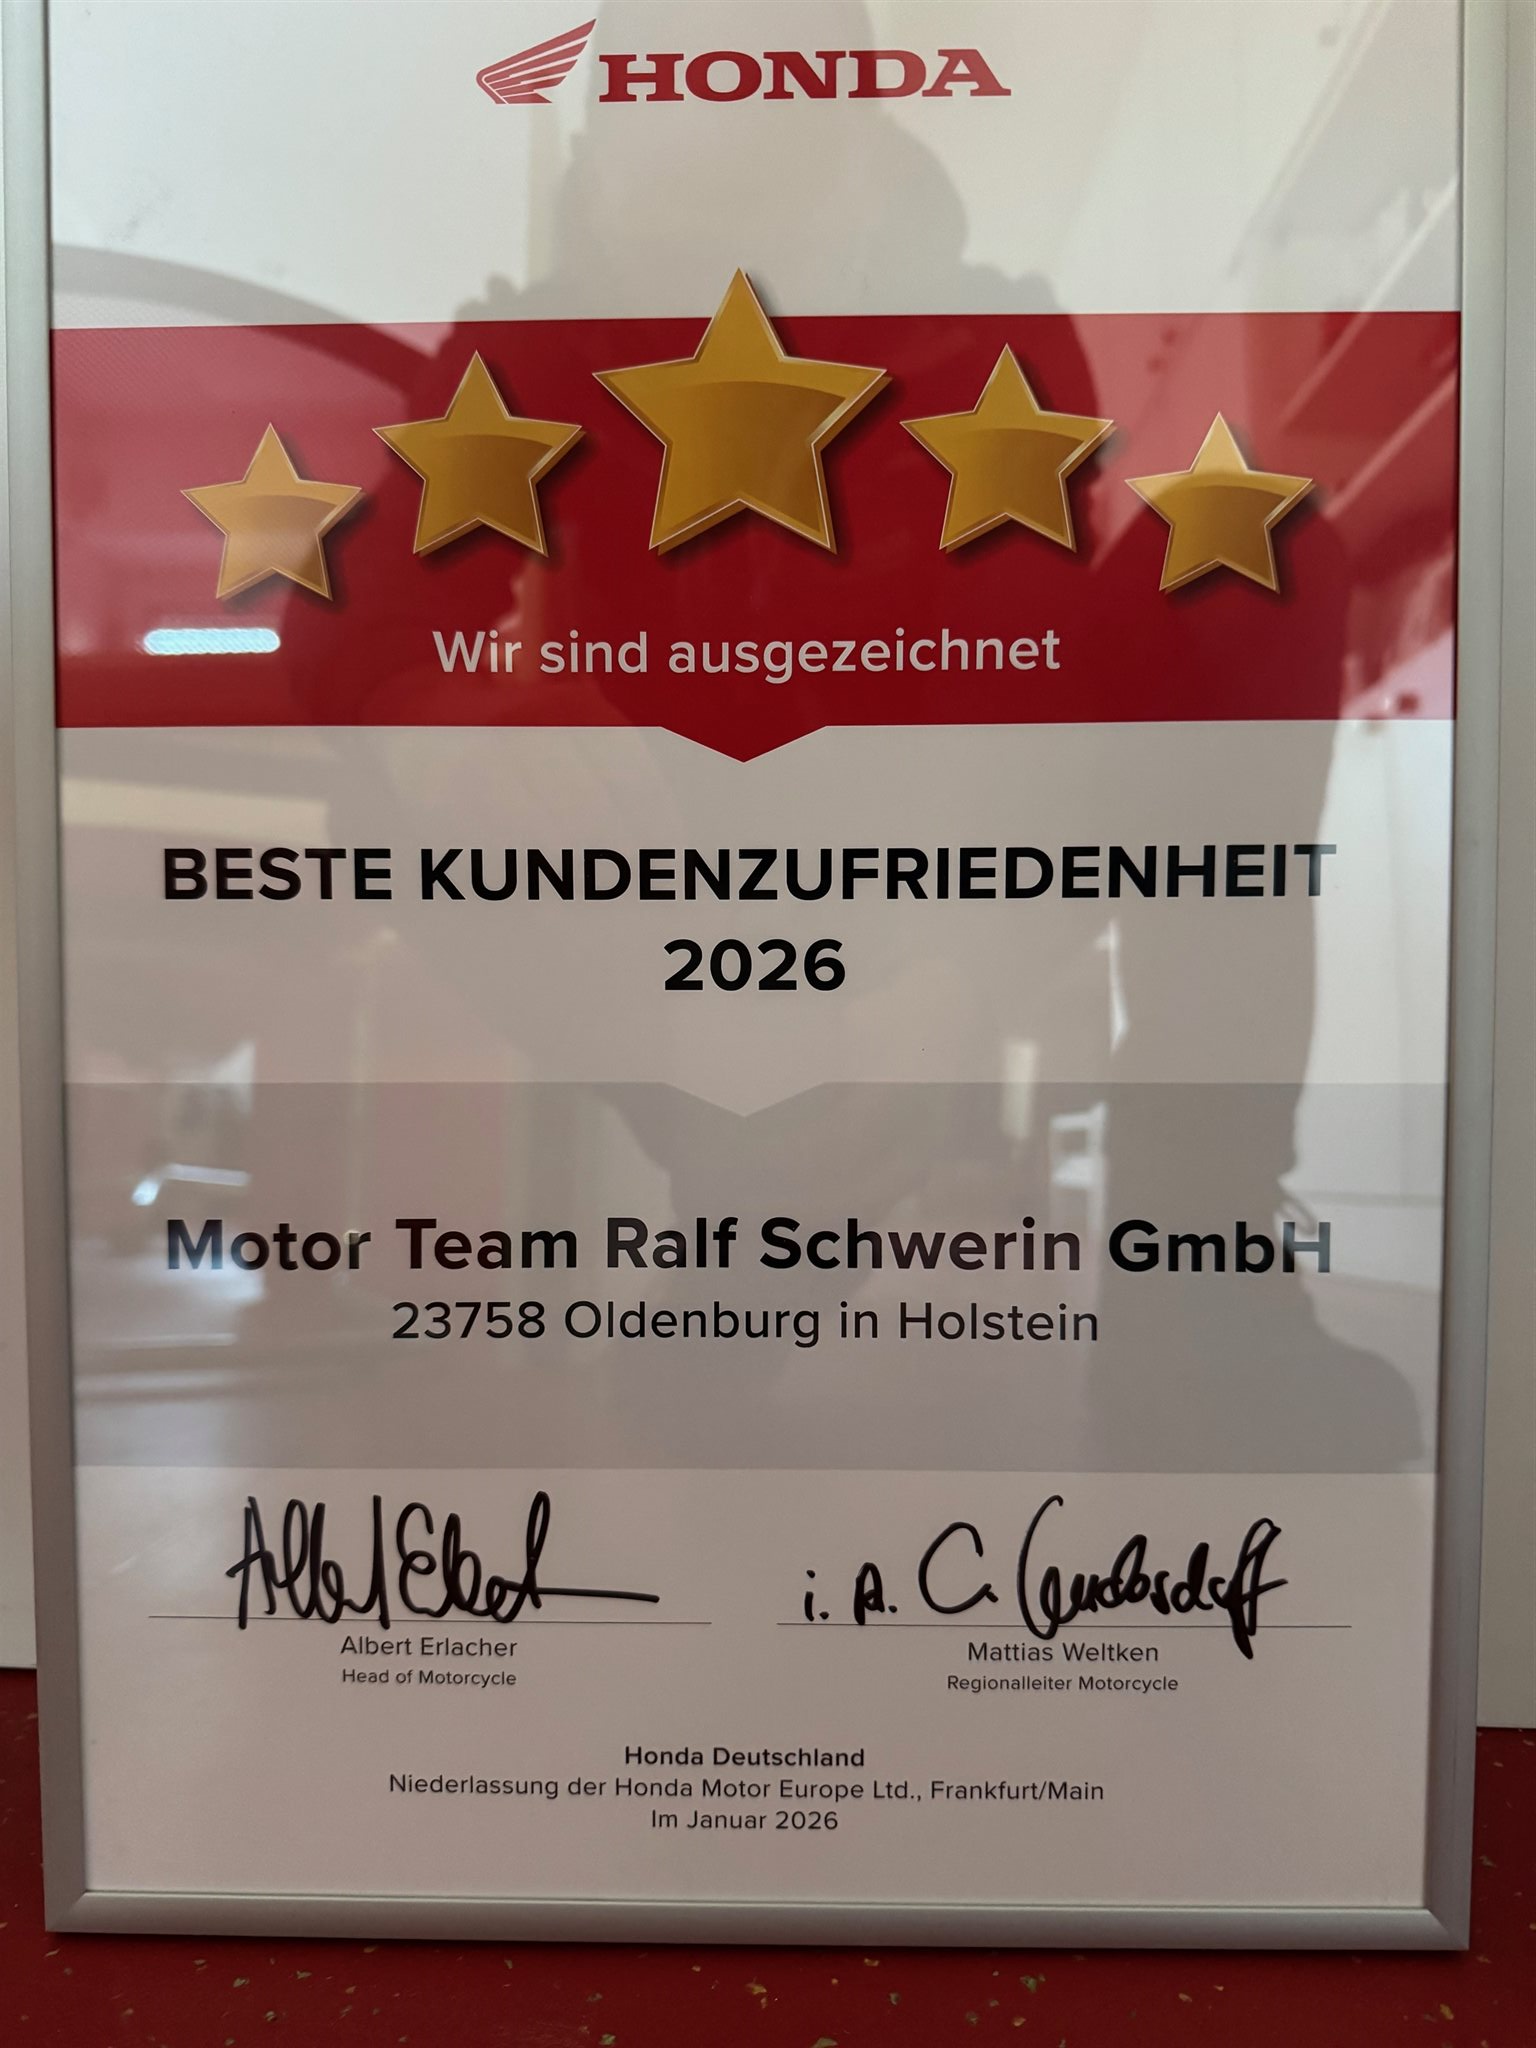 HONDA
Wir sind ausgezeichnet
BESTE KUNDENZUFRIEDENHEIT
2026
Motor Team Ralf Schwerin GmbH
23758 Oldenburg in Holstein
i. A. C.
Albert Erlacher
Head of Motorcycle
Mattias Weltken
Regionalleiter Motorcycle
Honda Deutschland
Niederlassung der Honda Motor Europe Ltd., Frankfurt/Main
Im Januar 2026